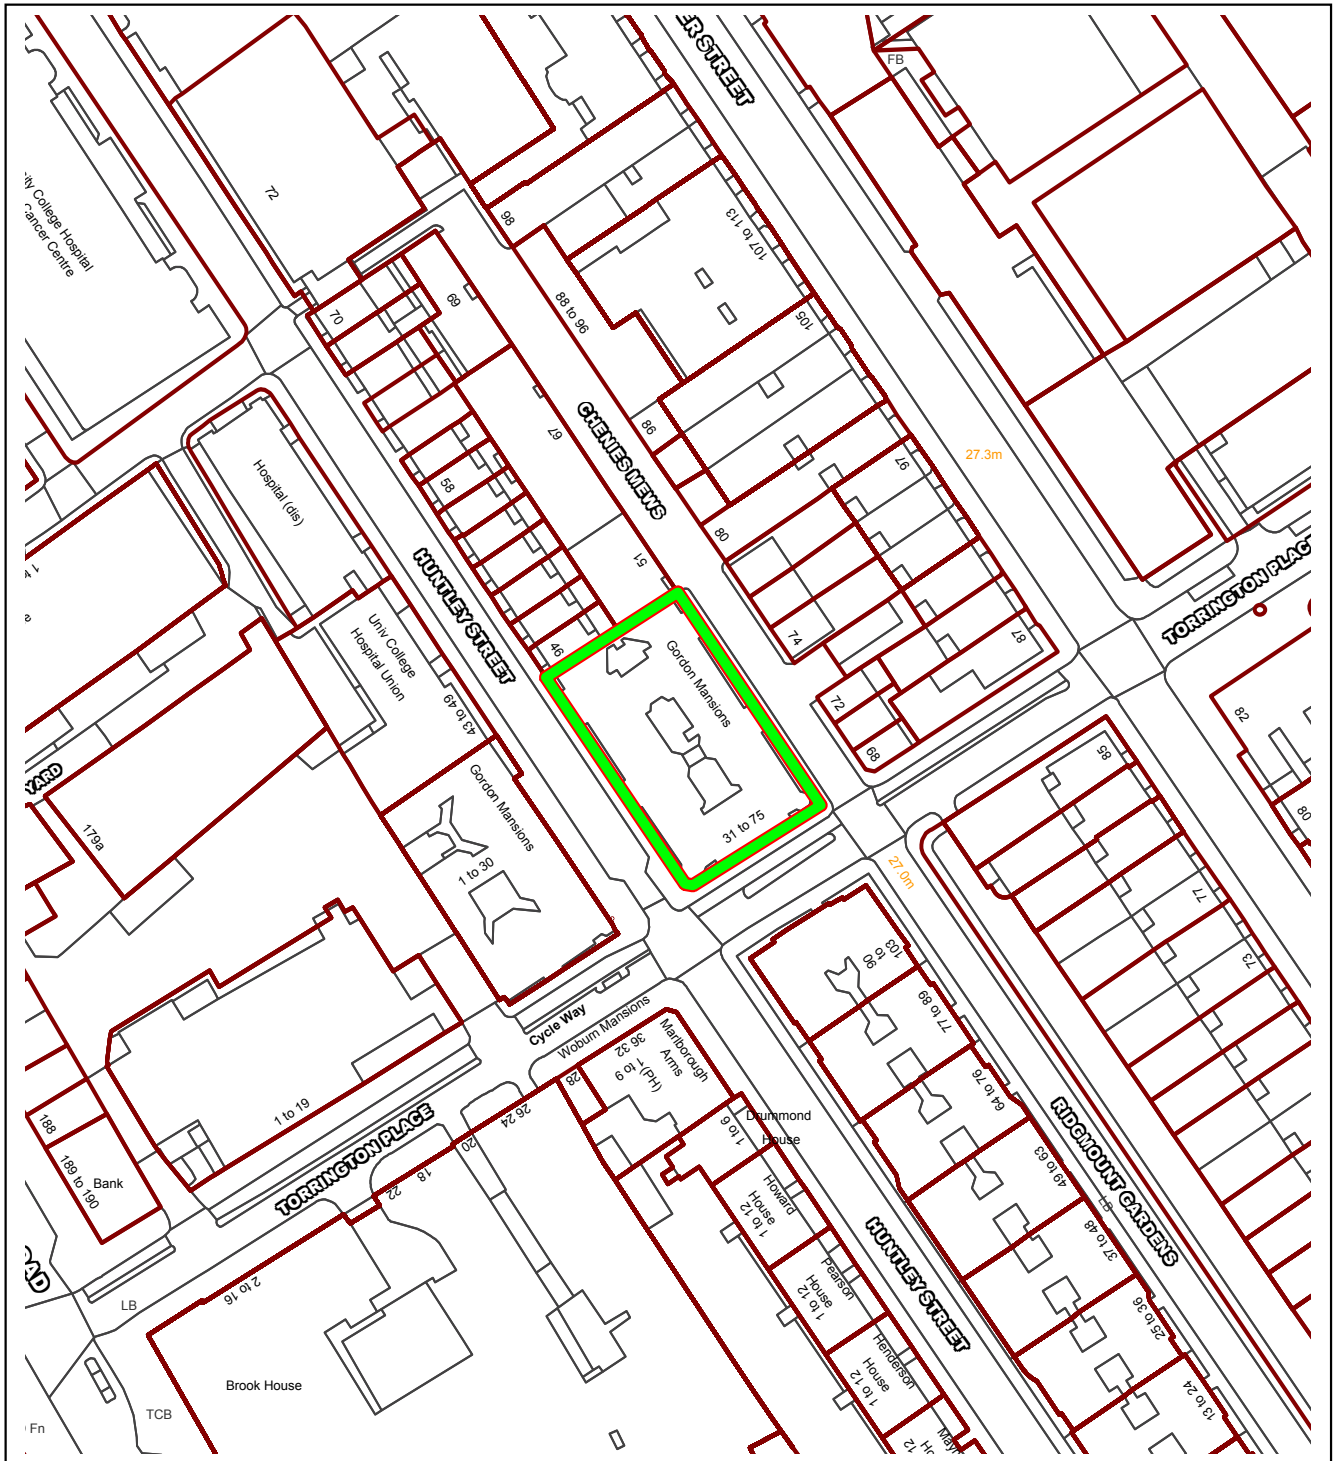 ER STREET
FB
72
ity College Hospital
Cancer Centre
98
107 to 113
88 to 96
69
70
105
CHENIES MEWS
67
98
97
27.3m
58
Hospital (dis)
80
51
HUNTLEY STREET
TORRINGTON PLACE
Univ College
Hospital Union
46
74
87
Gordon Mansions
72
82
43 to 49
68
85
YARD
Gordon Mansions
179a
31 to 75
80
1 to 30
27.0m
77
73
90
to
103
77 to 89
Cycle Way
Woburn Mansions
Marlborough
Arms
(PH)
36 32
1 to 9
28
64 to 76
26 24
1 to 19
188
TORRINGTON PLACE
20
1 to 6
Drummond
House
RIDGMOUNT GARDENS
49 to 63
189 to 190
Bank
18
22
Howard
House
1 to 12
37 to 48
HUNTLEY STREET
OAD
2 to 16
LB
Pearson
House
1 to 12
25 to 36
Henderson
House
1 to 12
Brook House
13 to 24
TCB
Fn
12